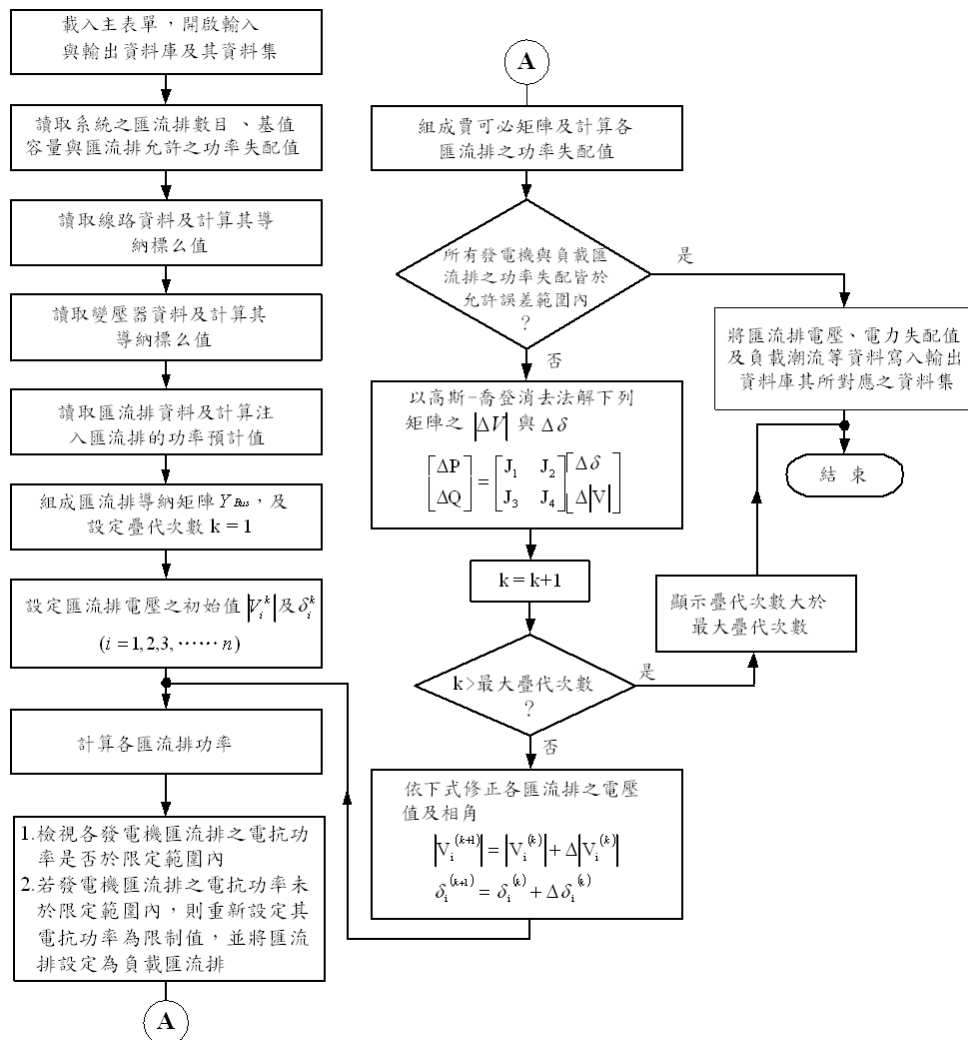 載入主表單，開啟輸入
與輸出資料庫及其資料集
讀取系統之匯流排數目、基值
容量與匯流排允許之功率失配值
讀取線路資料及計算其導
納標么值
讀取變壓器資料及計算其
導納標么值
讀取匯流排資料及計算注
入匯流排的功率預計值
組成匯流排導納矩陣 Y Bus，及
設定疊代次數 k = 1
設定匯流排電壓之初始值 |V_i^k| 及 δ_i^k
(i = 1,2,3, ⋯⋯ n)
計算各匯流排功率
1.檢視各發電機匯流排之電抗功
率是否於限定範圍內
2.若發電機匯流排之電抗功率未
於限定範圍內，則重新設定其
電抗功率為限制值，並將匯流
排設定為負載匯流排
A
A
組成賈可必矩陣及計算各
匯流排之功率失配值
所有發電機與負載匯
流排之功率失配皆於
允許誤差範圍內
？
是
否
以高斯-喬登消去法解下列
矩陣之 |ΔV| 與 Δδ
[ΔP ΔQ] = [J₁ J₂ J₃ J₄] [Δδ Δ|V|]
k = k+1
k>最大疊代次數
？
是
否
依下式修正各匯流排之電壓
值及相角
|V_i^(k+1)| = |V_i^(k)| + Δ|V_i^(k)|
δ_i^(k+1) = δ_i^(k) + Δδ_i^(k)
顯示疊代次數大於
最大疊代次數
將匯流排電壓、電力失配值
及負載潮流等資料寫入輸出
資料庫其所對應之資料集
結 束